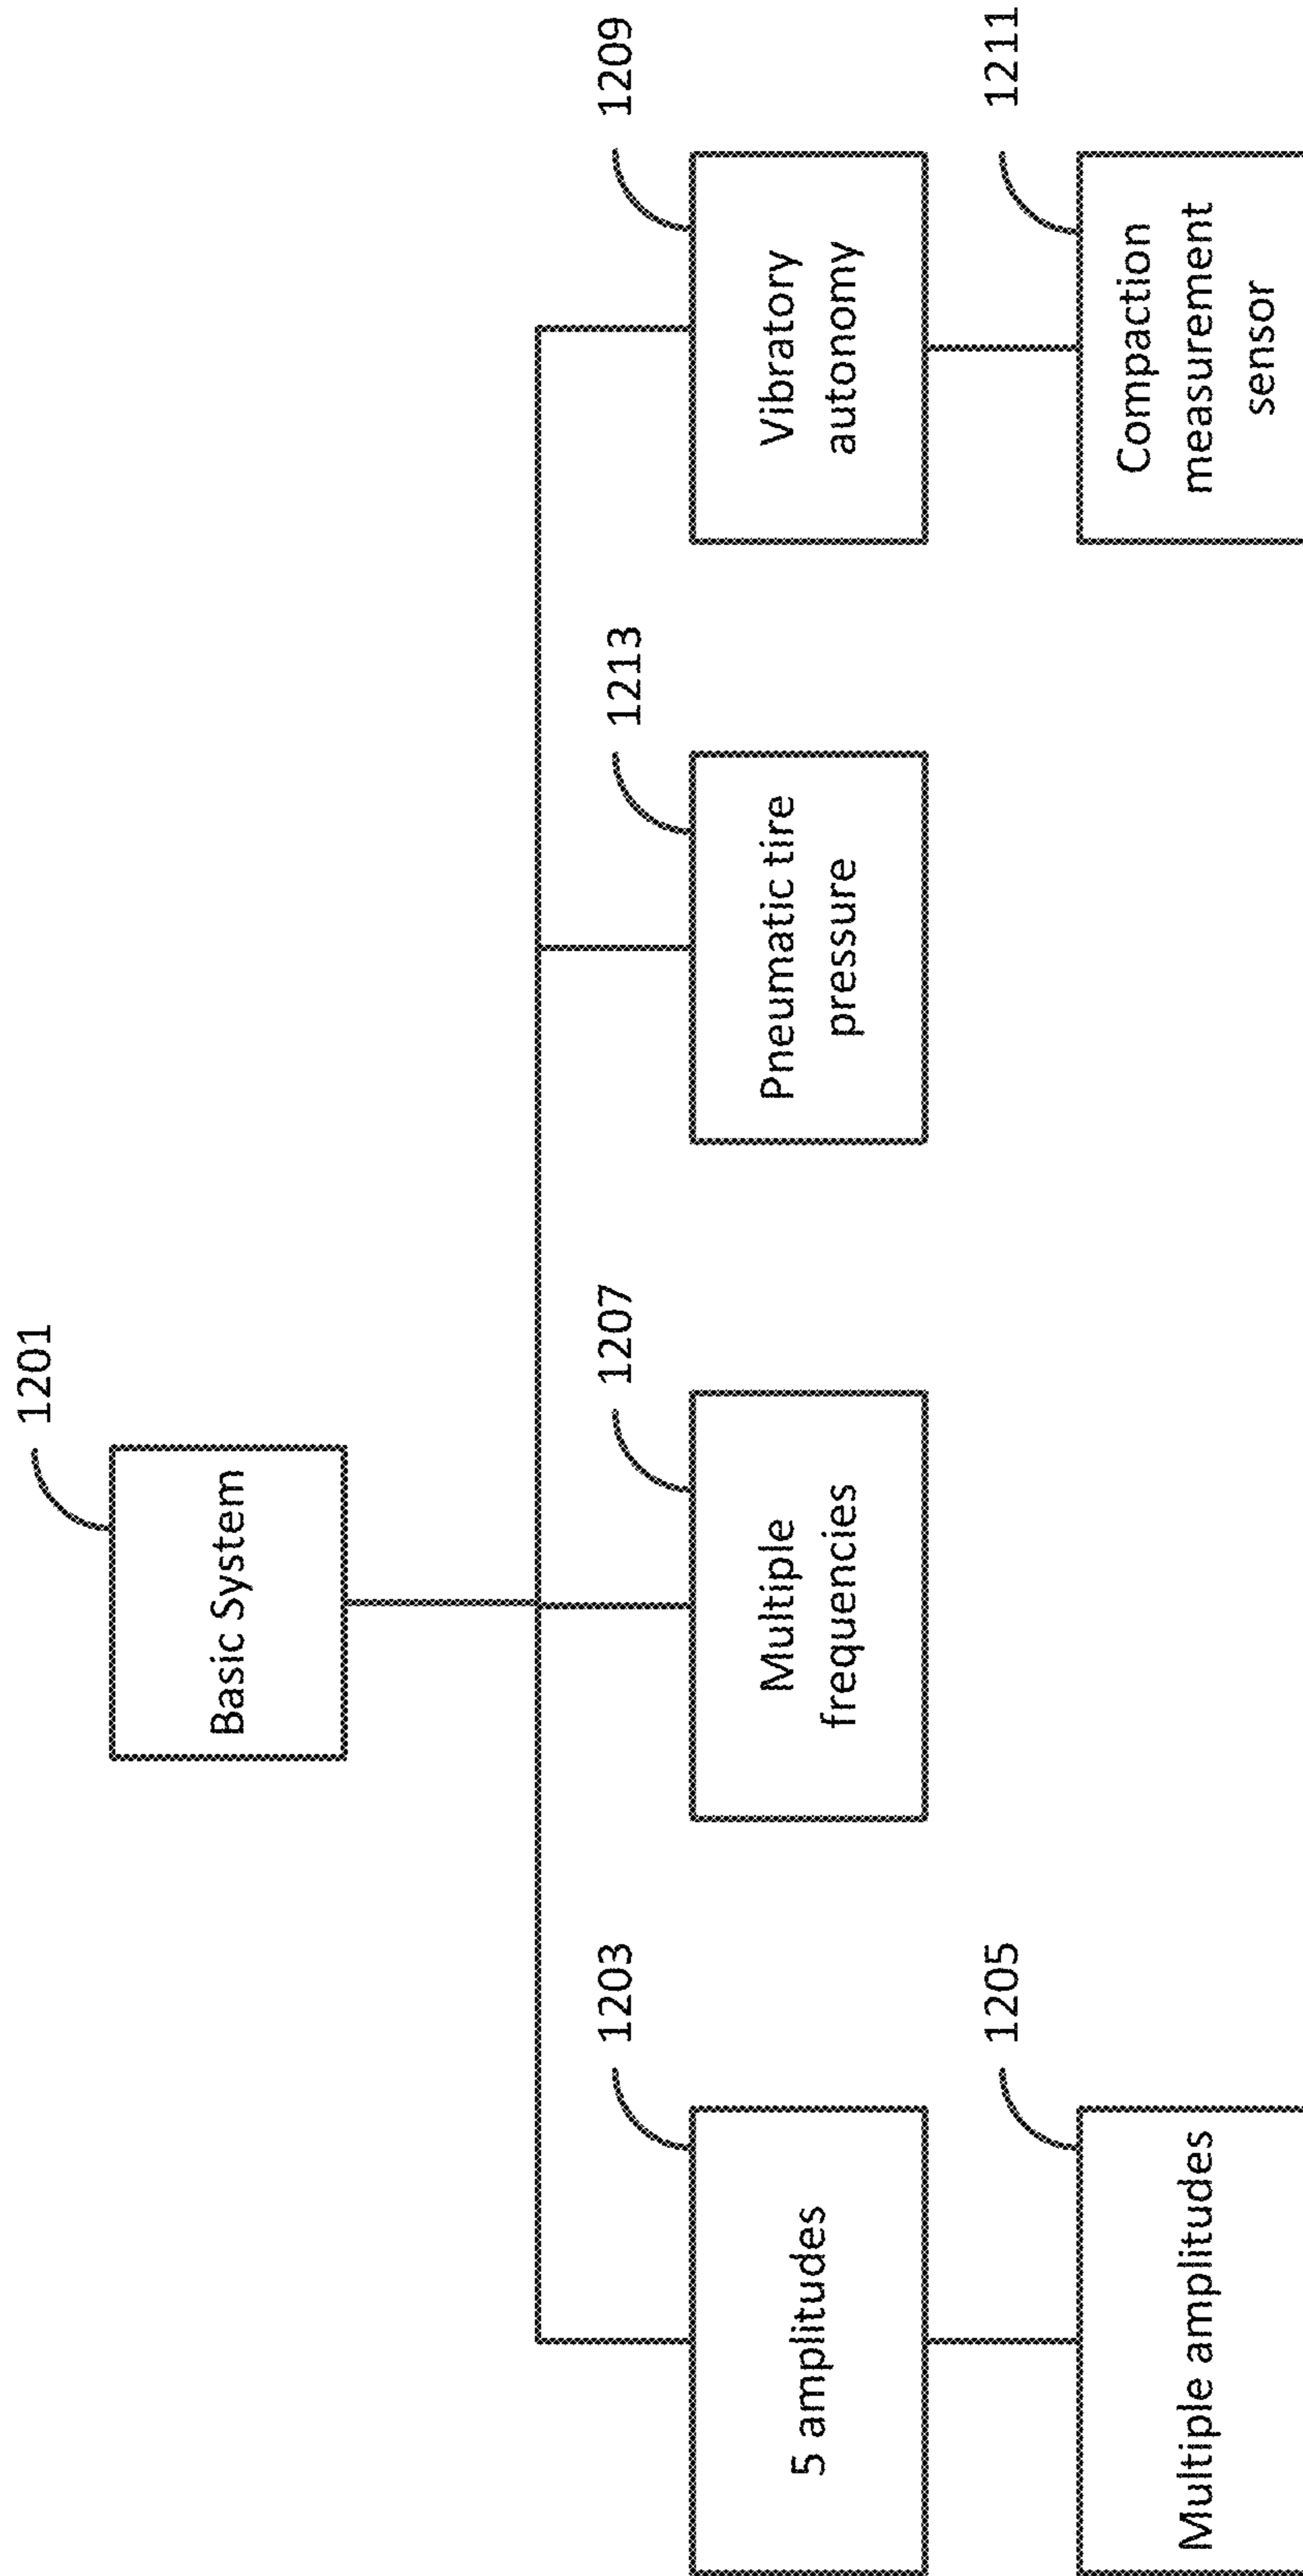 1201
Basic System
1203
5 amplitudes
1207
Multiple
frequencies
1213
Pneumatic tire
pressure
1209
Vibratory
autonomy
1205
Multiple amplitudes
1211
Compaction
measurement
sensor